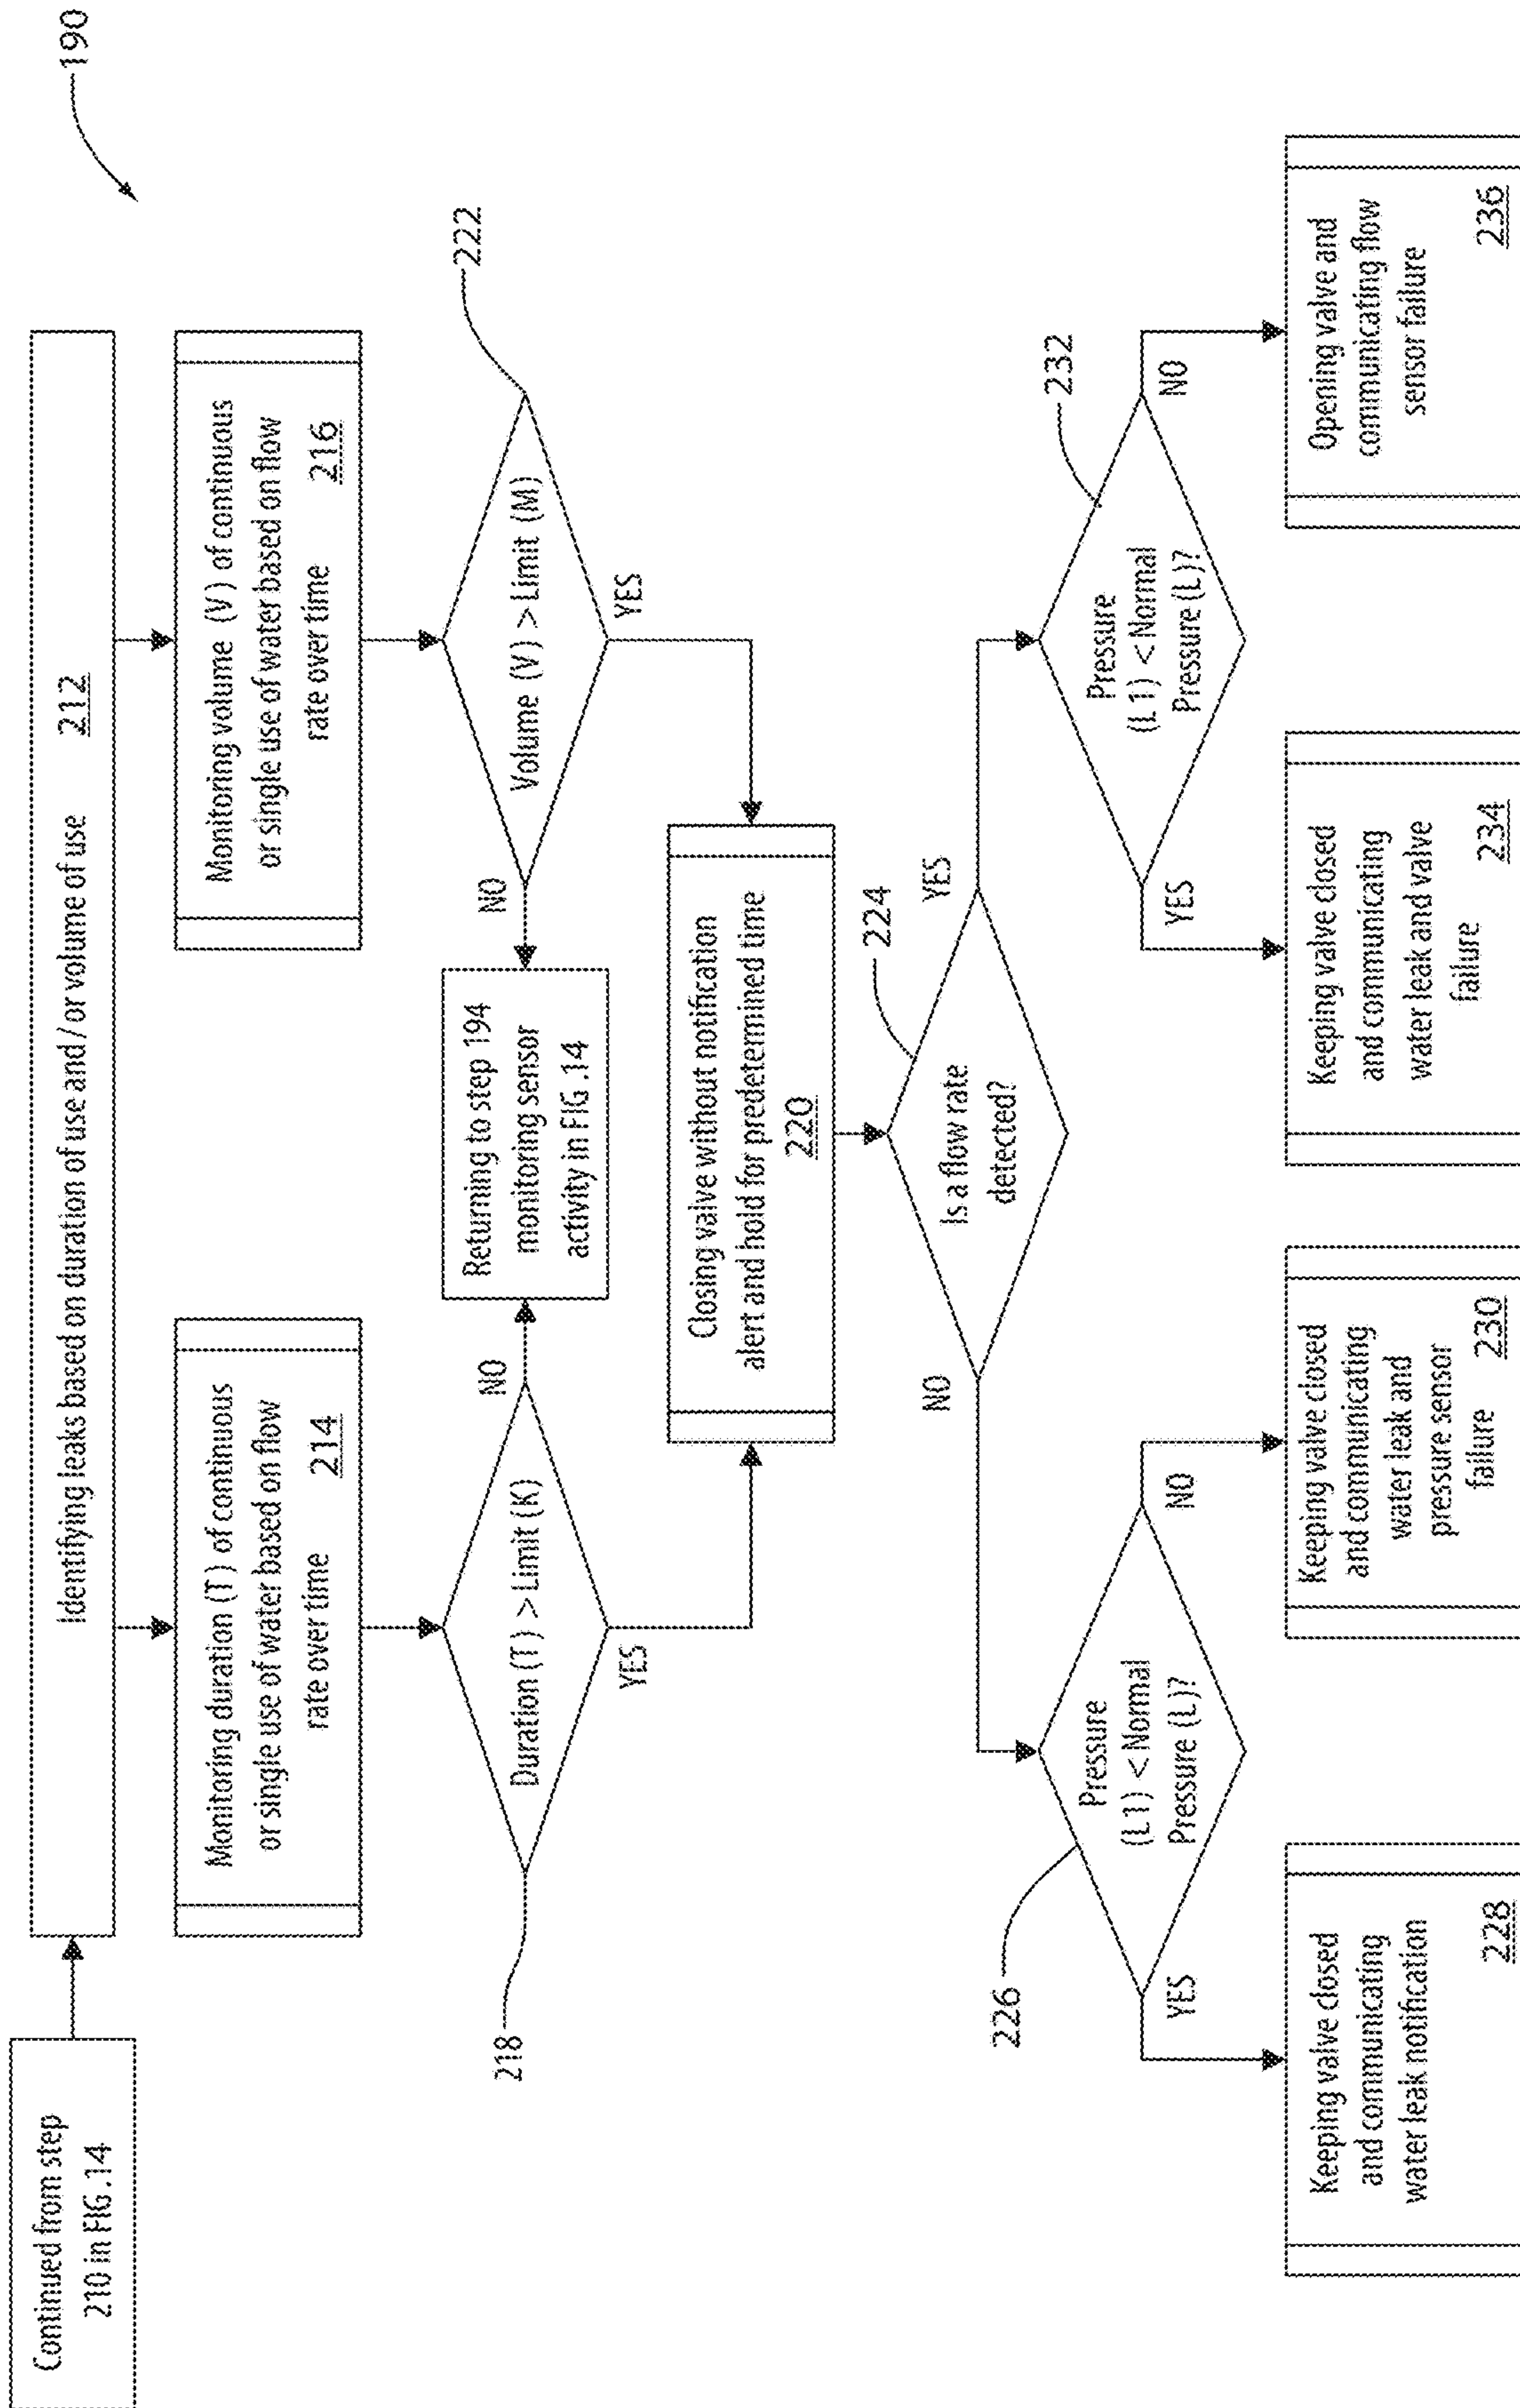 190
Continued from step
210 in FIG.14
Identifying leaks based on duration of use and / or volume of use 212
Monitoring duration (T) of continuous
or single use of water based on flow
rate over time 214
Monitoring volume (V) of continuous
or single use of water based on flow
rate over time 216
218
Duration (T) > Limit (K)
NO
YES
Returning to step 194
monitoring sensor
activity in FIG.14
NO
Volume (V) > Limit (M)
YES
222
Closing valve without notification
alert and hold for predetermined time
220
224
Is a flow rate
detected?
NO
YES
226
Pressure
(L1) < Normal
Pressure (L)?
YES
NO
232
Pressure
(L1) < Normal
Pressure (L)?
YES
NO
Keeping valve closed
and communicating
water leak notification
228
Keeping valve closed
and communicating
water leak and
pressure sensor
failure 230
Keeping valve closed
and communicating
water leak and valve
failure 234
Opening valve and
communicating flow
sensor failure
236